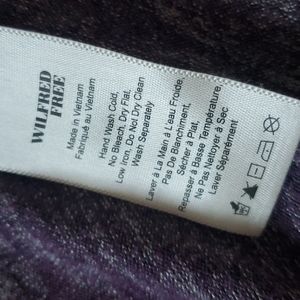 WILFRED
FREE
Made in Vietnam
Fabriqué au Vietnam
Hand Wash Cold,
No Bleach, Dry Flat,
Low Iron, Do Not Dry Clean
Wash Separately
Laver à La Main à L'eau Froide,
Pas De Blanchiment,
Sécher à Plat,
Repasser à Basse Température,
Ne Pas Nettoyer à Sec
Laver Séparément